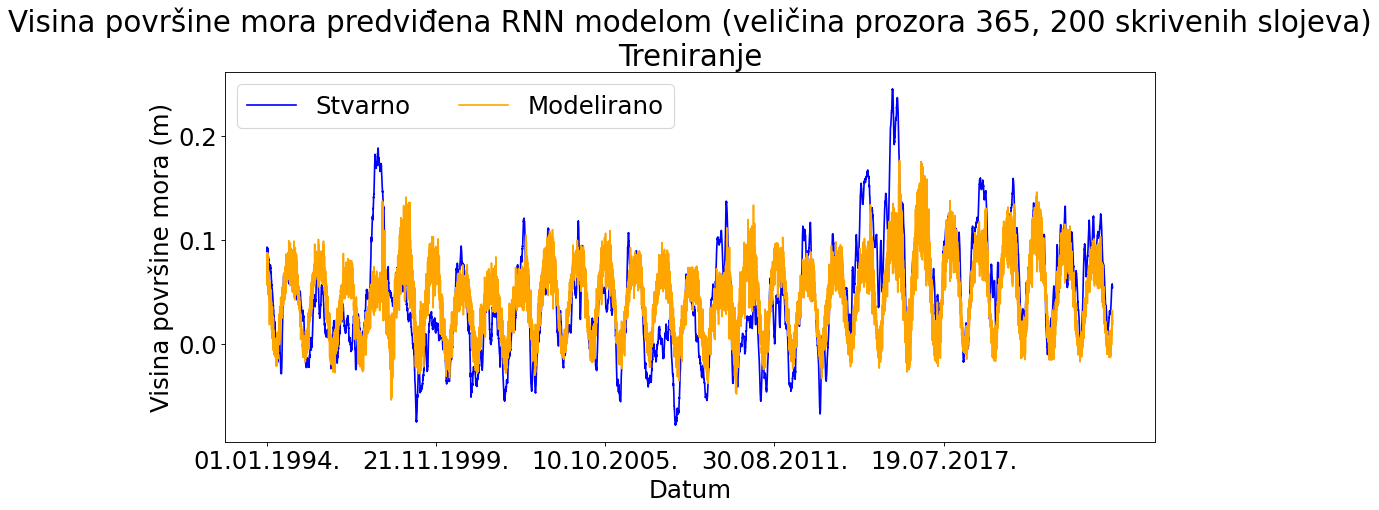 Visina površine mora predviđena RNN modelom (veličina prozora 365, 200 skrivenih slojeva)
Treniranje
Stvarno Modelirano
Visina površine mora (m)
0.2
0.1
0.0
01.01.1994. 21.11.1999. 10.10.2005. 30.08.2011. 19.07.2017.
Datum